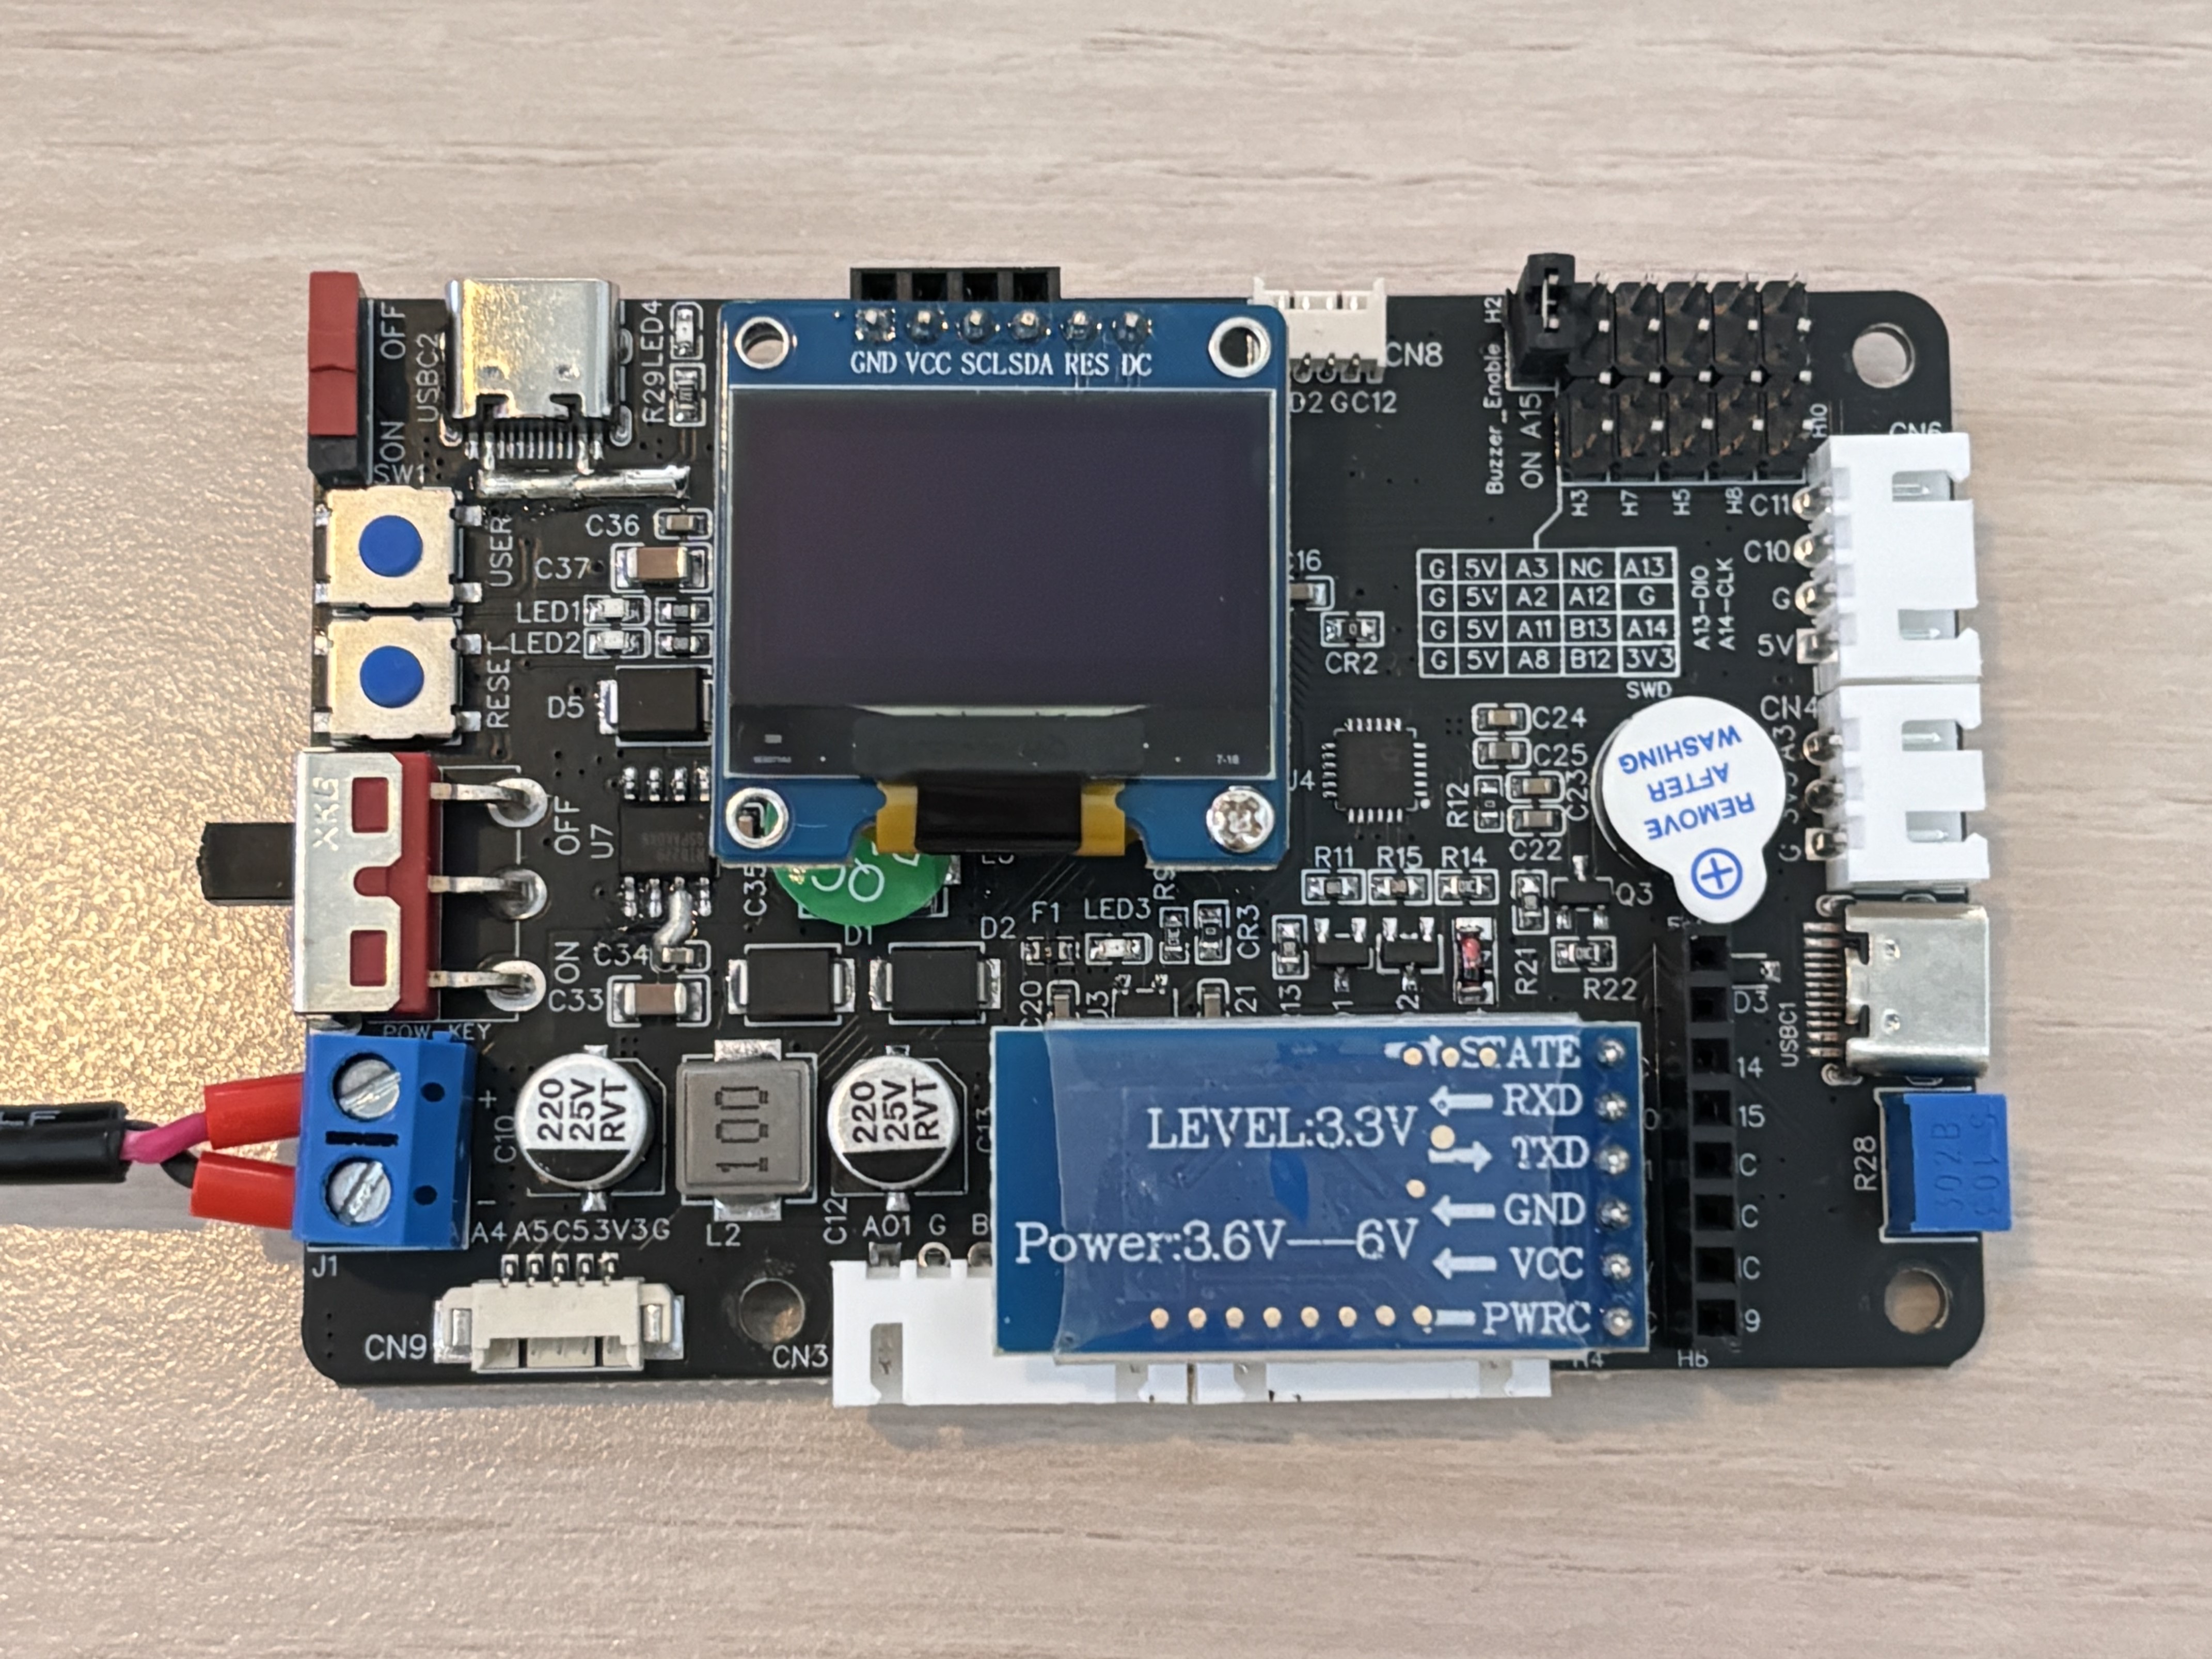 OFF
ON
SW1
USBC2
LED4
R29
GND VCC SCL SDA RES DC
CN8
D2 G C12
Buzzer_Enable H2
ON A15
H3
H7
H5
H8
H10
CN6
C11
C10
G
5V
USER
C36
C37
LED1
LED2
RESET
D5
G 5V A3 NC A13
G 5V A2 A12 G
G 5V A11 B13 A14
G 5V A8 B12 3V3
SWD
A13-DIO
A14-CLK
CR2
CN4
A3
G
REMOVE
AFTER
WASHING
C24
C25
C23
R12
C22
7-18
XKB
OFF
ON
U7
POW_KEY
C35
C34
C33
D1
D2
F1
LED3
CR3
R11
R15
R14
Q3
R21
R22
D3
USBC1
C20
J1
+
-
C10
220
25V
RVT
100
L2
220
25V
RVT
C13
C12
A4 A5 C5 3V3 G
AO1 G
CN9
CN3
STATE
RXD
LEVEL:3.3V
TXD
GND
Power:3.6V--6V
VCC
PWRC
14
15
C
C
C
9
H4
H6
R28